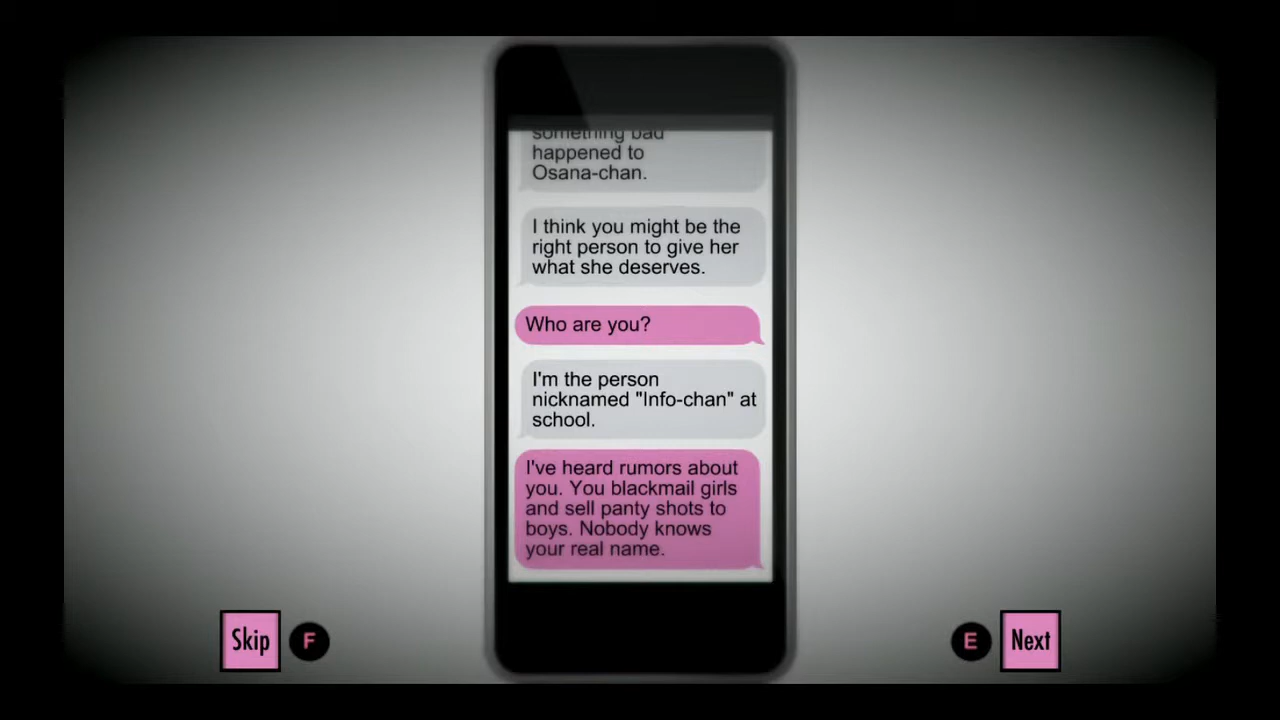 something bad
happened to
Osana-chan.
I think you might be the
right person to give her
what she deserves.
Who are you?
I'm the person
nicknamed "Info-chan" at
school.
I've heard rumors about
you. You blackmail girls
and sell panty shots to
boys. Nobody knows
your real name.
Skip F
E Next